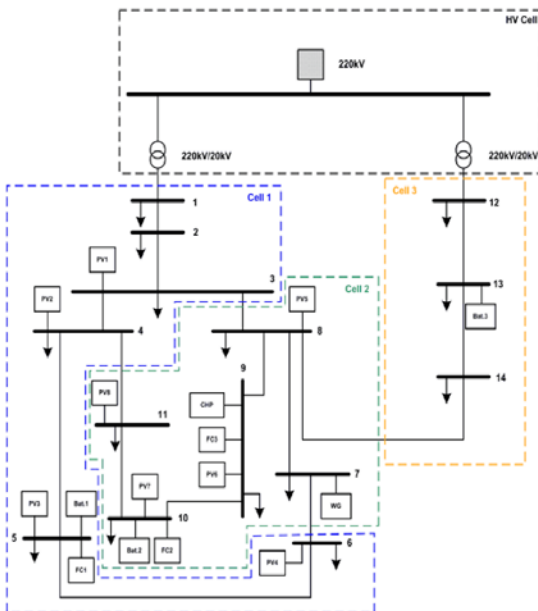 HV Cell
220kV
220kV/20kV
220kV/20kV
Cell 1
1
2
PV1
3
PV2
4
Cell 3
12
13
Bat.3
14
Cell 2
PV5
8
9
CHP
FC3
PV6
PV8
11
7
WG
PV7
10
Bat.2
FC2
PV3
Bat.1
5
FC1
6
PV4